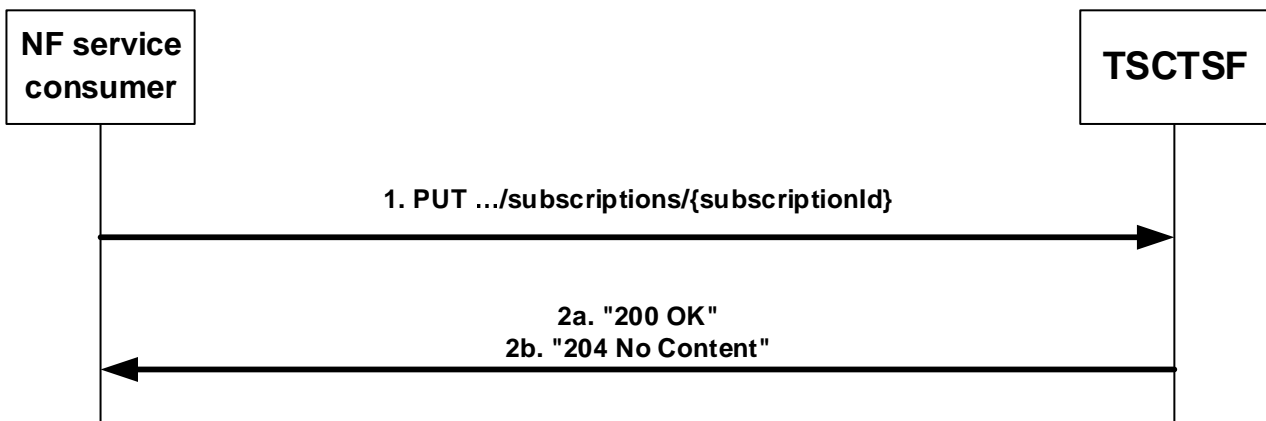 NF service
consumer
TSCTSF
1. PUT .../subscriptions/{subscriptionId}
2a. "200 OK"
2b. "204 No Content"